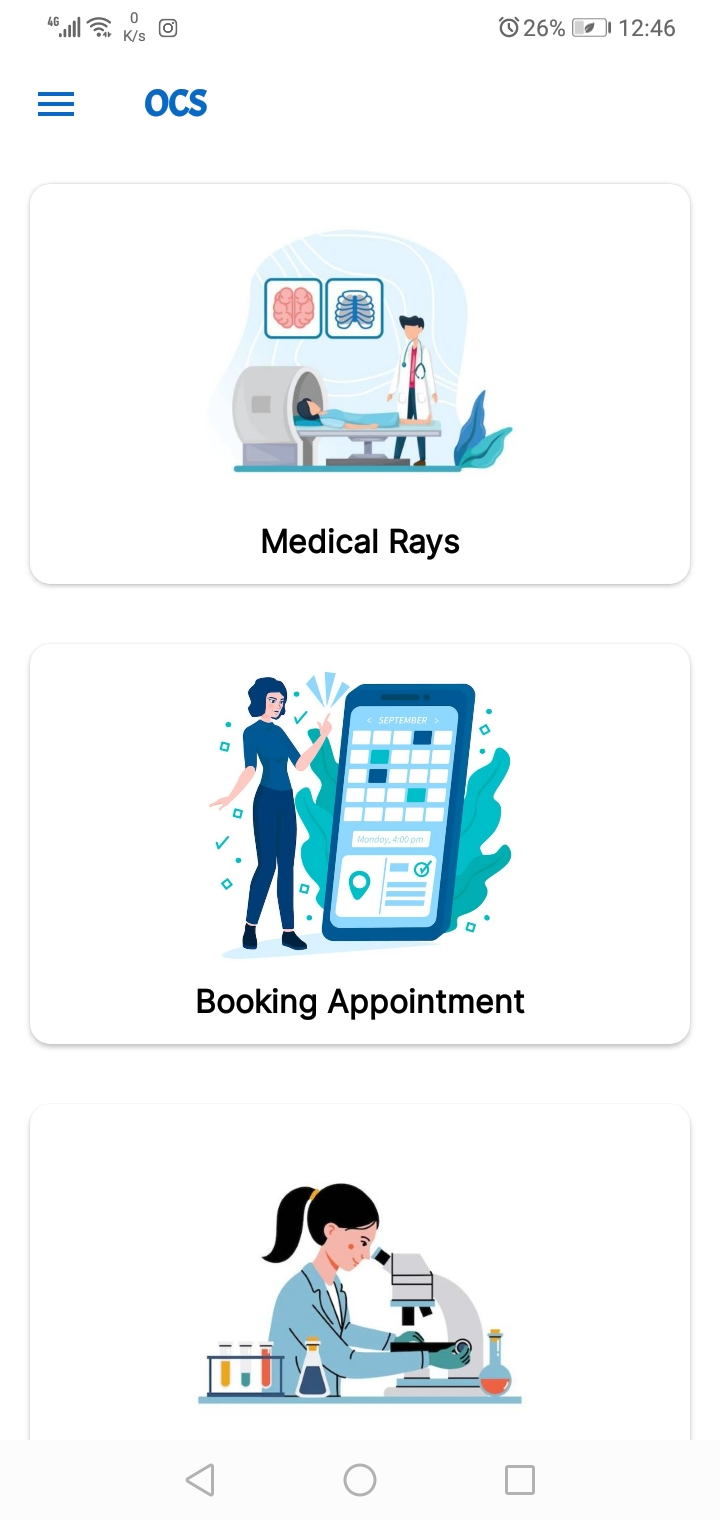 4G 0 K/s 26% 12:46
OCS
Medical Rays
< SEPTEMBER >
Monday, 4:00 pm
Booking Appointment